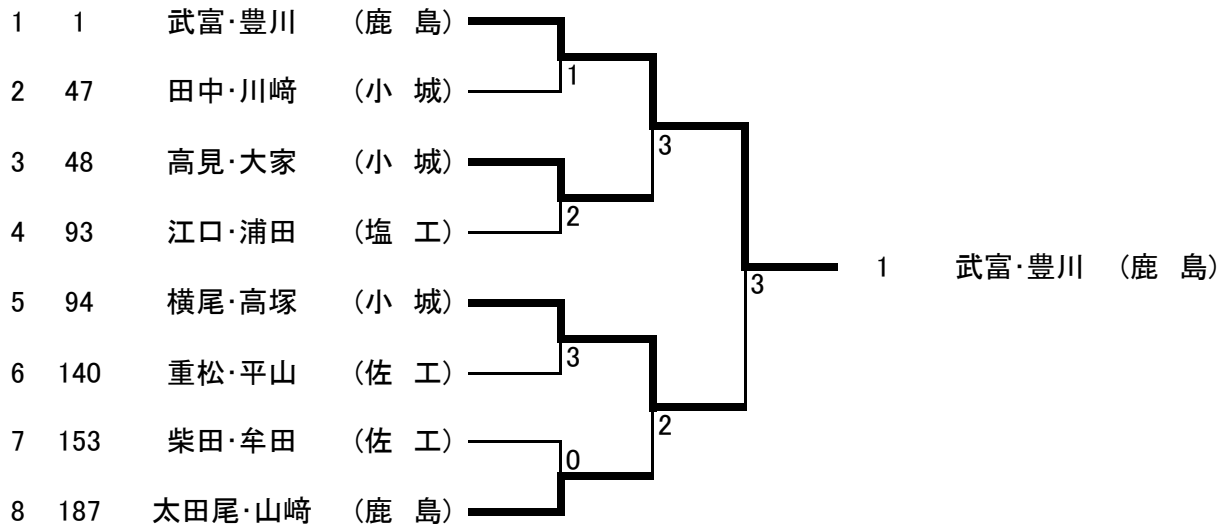 1 1 武富・豊川 (鹿 島)
1
2 47 田中・川﨑 (小 城)
3
3 48 高見・大家 (小 城)
2
4 93 江口・浦田 (塩 工)
3 1 武富・豊川 (鹿 島)
5 94 横尾・高塚 (小 城)
3
6 140 重松・平山 (佐 工)
2
7 153 柴田・牟田 (佐 工)
0
8 187 太田尾・山﨑 (鹿 島)